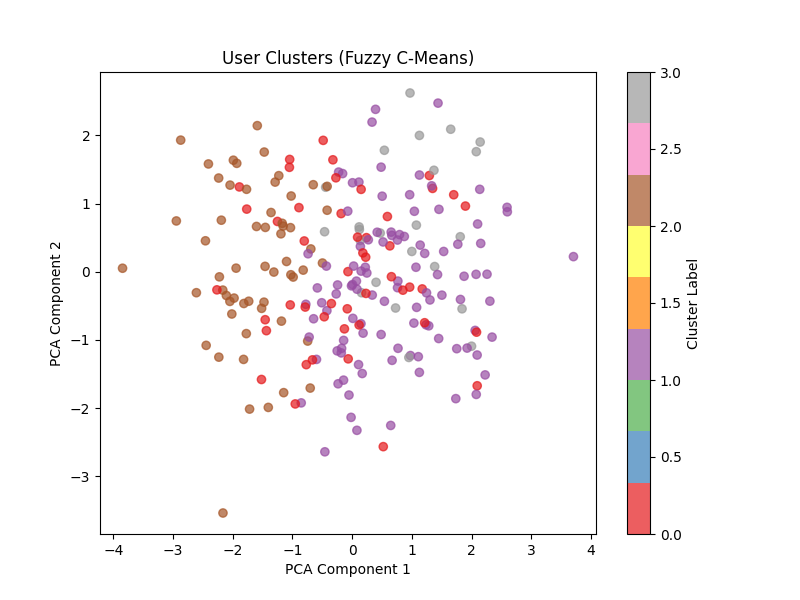 User Clusters (Fuzzy C-Means)
3.0
2.5
2.0
1.5
1.0
0.5
0.0
Cluster Label
2
1
0
−1
−2
−3
PCA Component 2
−4 −3 −2 −1 0 1 2 3 4
PCA Component 1